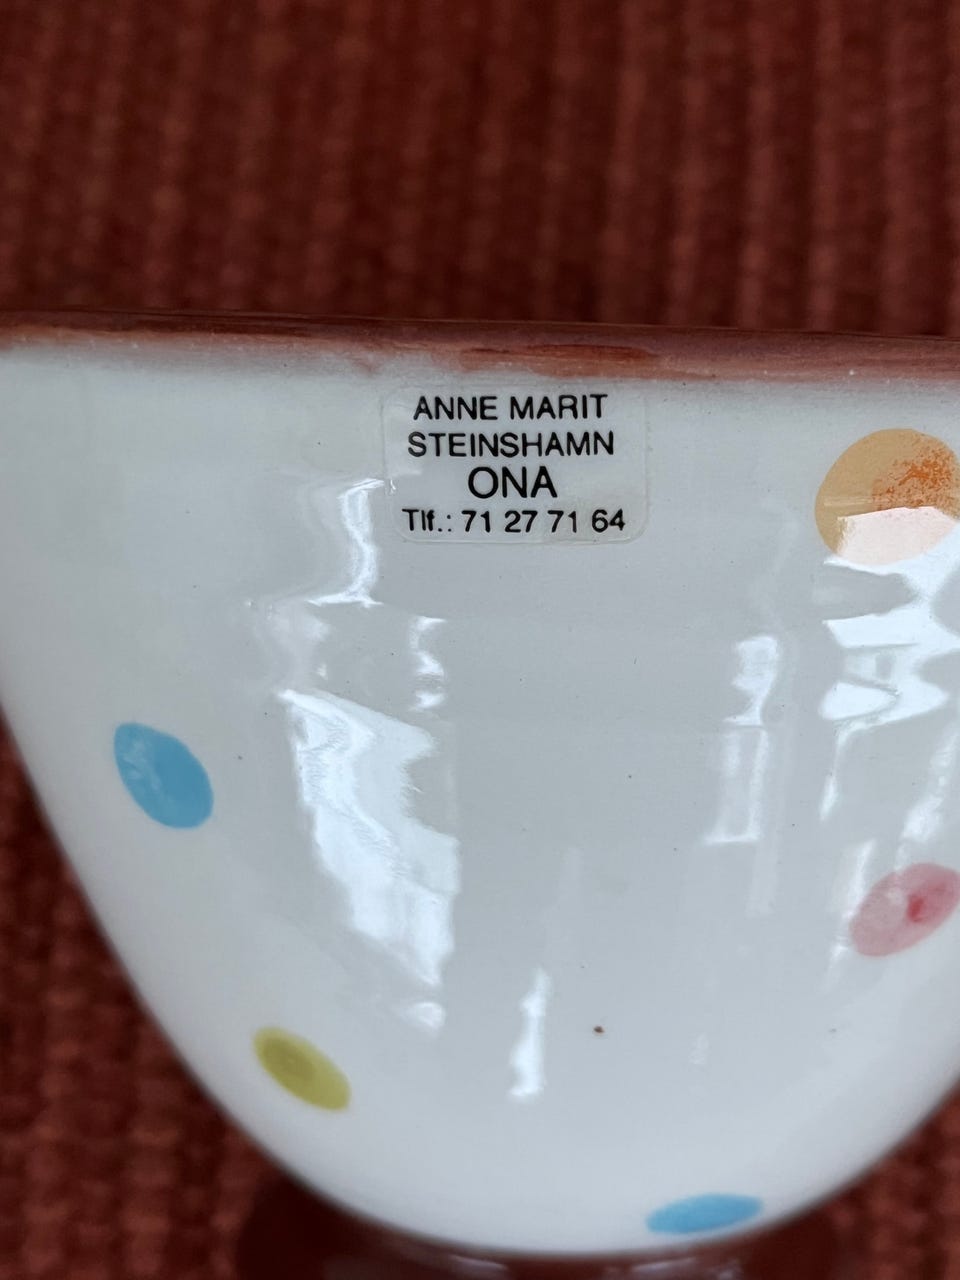 ANNE MARIT
STEINSHAMN
ONA
Tlf.: 71 27 71 64